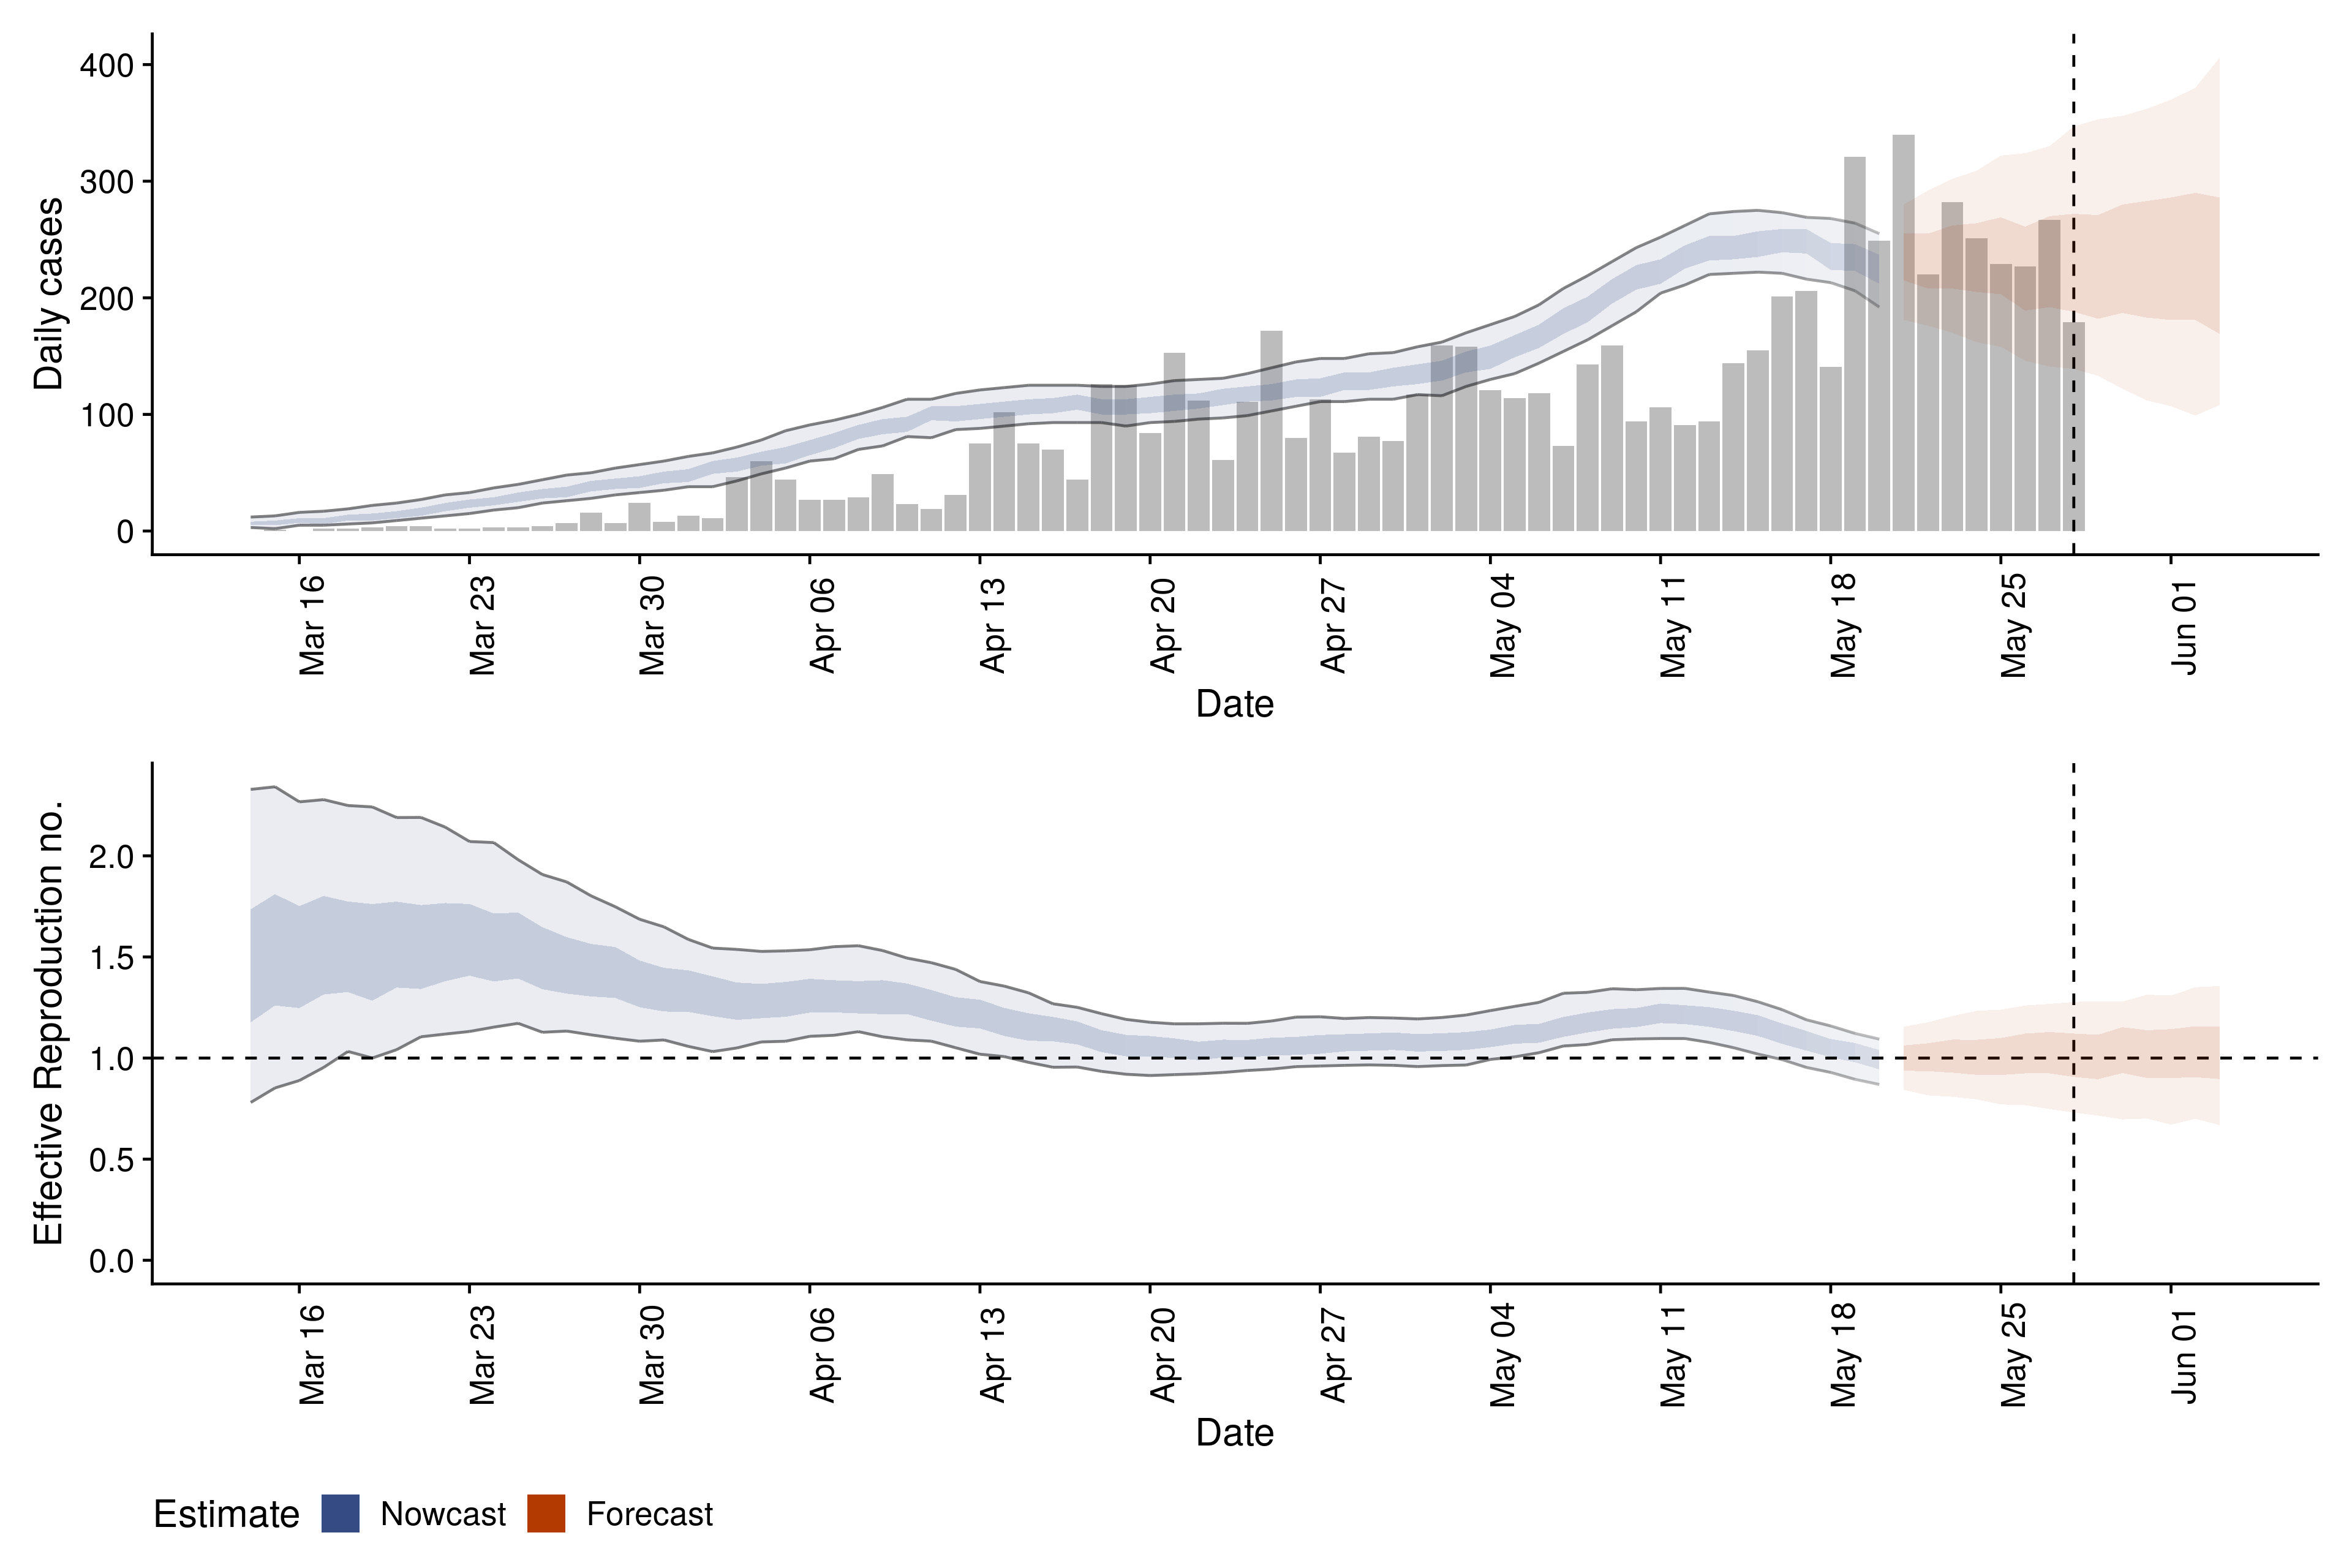 400
300
200
100
0
Daily cases
Mar 16
Mar 23
Mar 30
Apr 06
Apr 13
Apr 20
Apr 27
May 04
May 11
May 18
May 25
Jun 01
Date
2.0
1.5
1.0
0.5
0.0
Effective Reproduction no.
Mar 16
Mar 23
Mar 30
Apr 06
Apr 13
Apr 20
Apr 27
May 04
May 11
May 18
May 25
Jun 01
Date
Estimate Nowcast Forecast